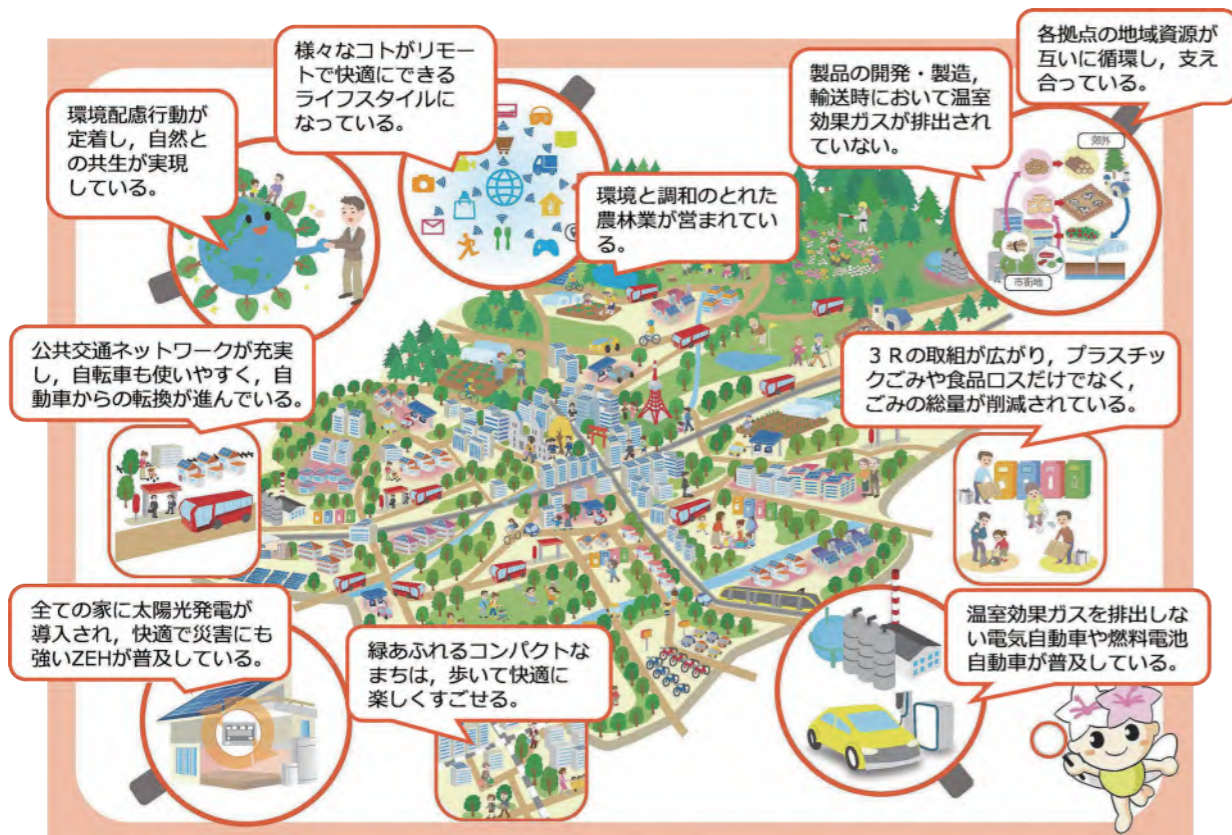 様々なコトがリモー
トで快適にできる
ライフスタイルに
なっている。
各拠点の地域資源が
互いに循環し，支え
合っている。
製品の開発・製造，
輸送時において温室
効果ガスが排出され
ていない。
環境配慮行動が
定着し，自然と
の共生が実現
している。
郊外
市街地
環境と調和のとれた
農林業が営まれてい
る。
公共交通ネットワークが充実
し，自転車も使いやすく，自
動車からの転換が進んでいる。
３Ｒの取組が広がり，プラスチッ
クごみや食品ロスだけでなく，
ごみの総量が削減されている。
全ての家に太陽光発電が
導入され，快適で災害にも
強いZEHが普及している。
緑あふれるコンパクトな
まちは，歩いて快適に
楽しくすごせる。
温室効果ガスを排出しな
い電気自動車や燃料電池
自動車が普及している。